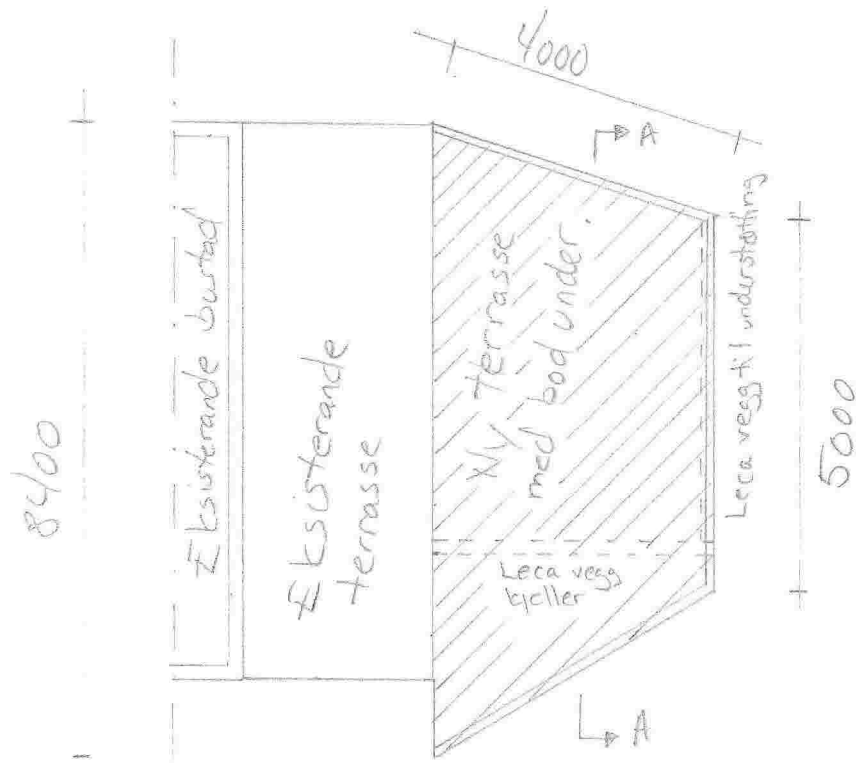 4000
A
8400
Eksisterande bustad
Eksisterande
terrasse
Ny terrasse
med bod under.
Leca vegg til understøtting
5000
Leca vegg
kjeller
A